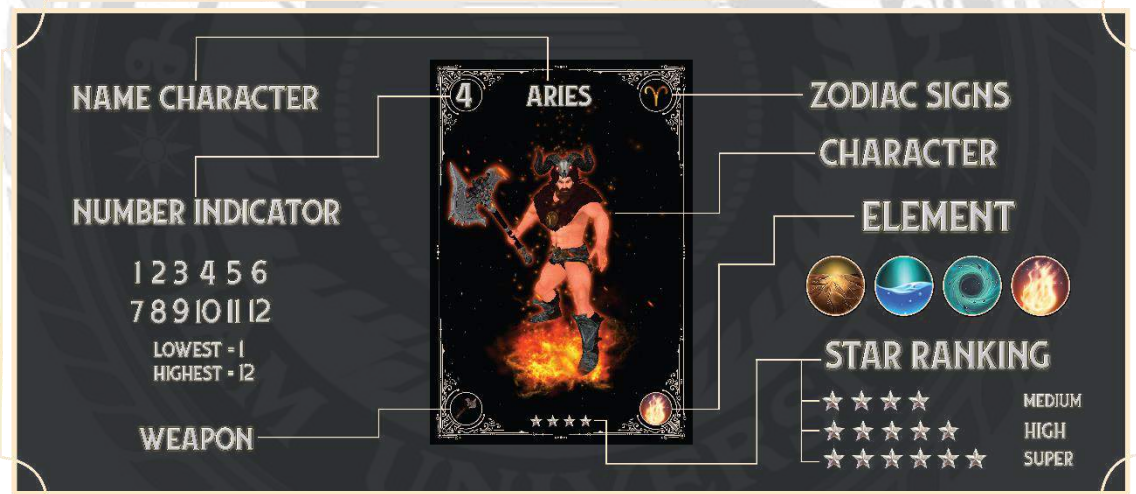 NAME CHARACTER
NUMBER INDICATOR
1 2 3 4 5 6
7 8 9 10 11 12
LOWEST = 1
HIGHEST = 12
WEAPON
4 ARIES
ZODIAC SIGNS
CHARACTER
ELEMENT
STAR RANKING
MEDIUM
HIGH
SUPER